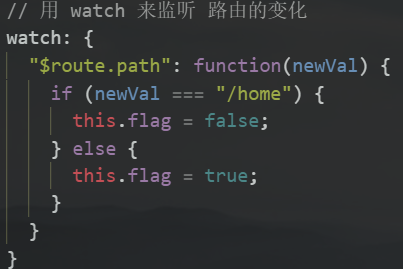 // 用 watch 来监听 路由的变化
watch: {
"$route.path": function(newVal) {
if (newVal === "/home") {
this.flag = false;
} else {
this.flag = true;
}
}
}